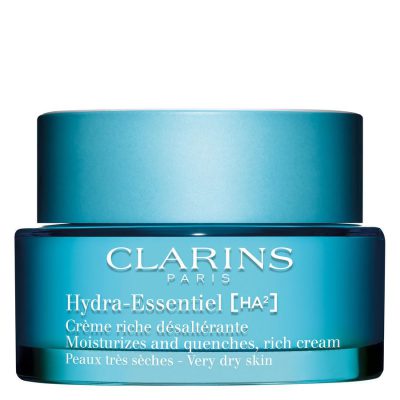 CLARINS
PARIS
Hydra-Essentiel [HA²]
Crème riche désaltérante
Moisturizes and quenches, rich cream
Peaux très sèches - Very dry skin